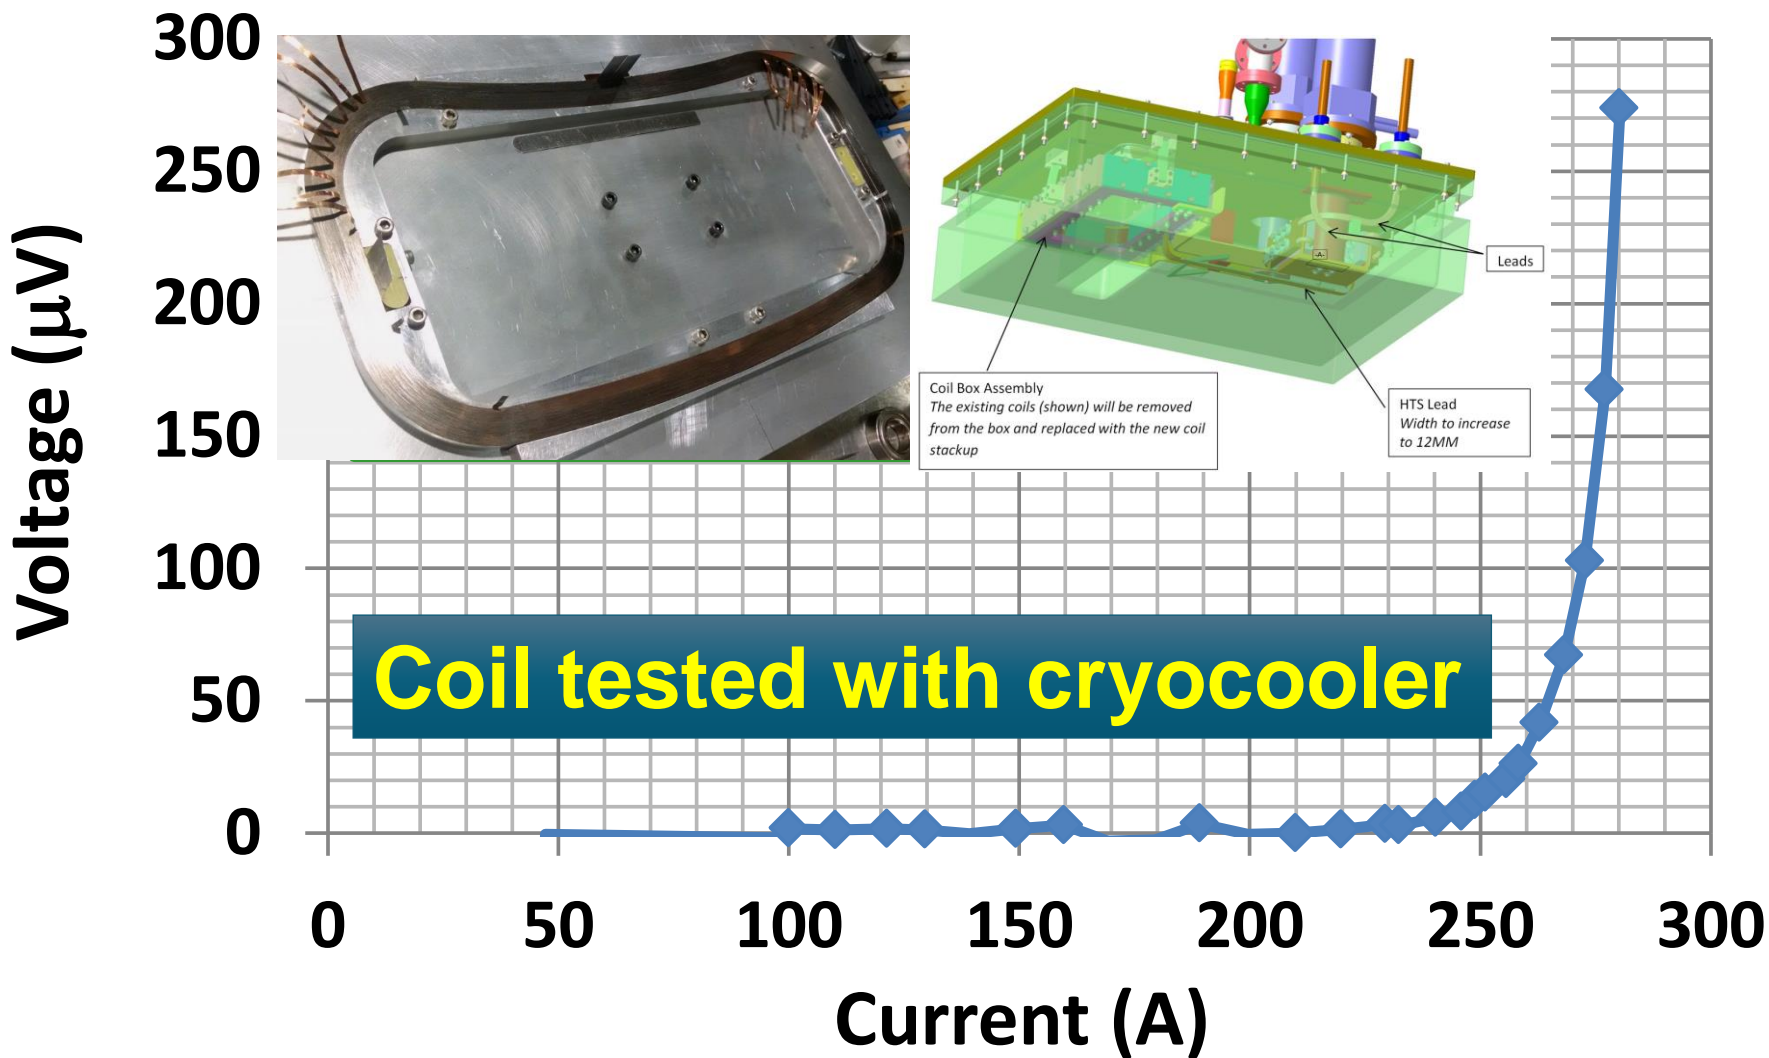 300
250
200
150
100
50
0
Voltage (μV)
Leads
-A-
Coil Box Assembly
The existing coils (shown) will be removed
from the box and replaced with the new coil
stackup
HTS Lead
Width to increase
to 12MM
Coil tested with cryocooler
0 50 100 150 200 250 300
Current (A)